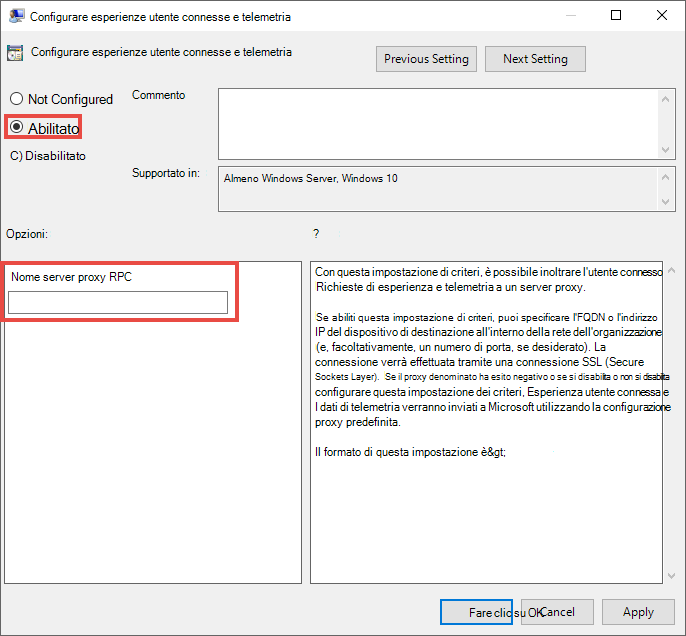 Configurare esperienze utente connesse e telemetria
Configurare esperienze utente connesse e telemetria
Previous Setting
Next Setting
Not Configured
Commento
Abilitato
C) Disabilitato
Supportato in:
Almeno Windows Server, Windows 10
Opzioni:
?
Nome server proxy RPC
Con questa impostazione di criteri, è possibile inoltrare l'utente connesso
Richieste di esperienza e telemetria a un server proxy.
Se abiliti questa impostazione di criteri, puoi specificare l'FQDN o l'indirizzo
IP del dispositivo di destinazione all'interno della rete dell'organizzazione
(e, facoltativamente, un numero di porta, se desiderato). La
connessione verrà effettuata tramite una connessione SSL (Secure
Sockets Layer). Se il proxy denominato ha esito negativo o se si disabilita o non si disabilita
configurare questa impostazione dei criteri, Esperienza utente connessa e
I dati di telemetria verranno inviati a Microsoft utilizzando la configurazione
proxy predefinita.
Il formato di questa impostazione è&gt;
Fare clic su OK.
Cancel
Apply